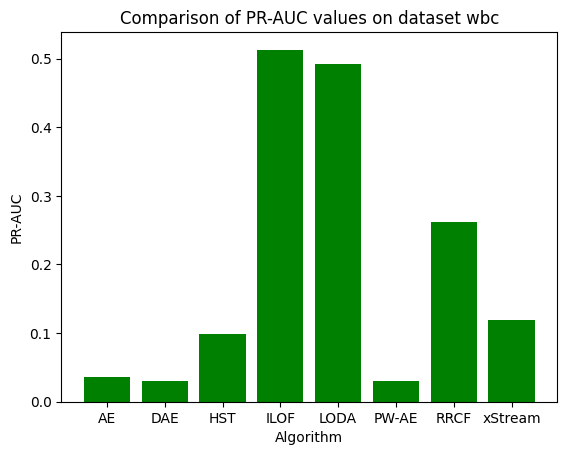 Comparison of PR-AUC values on dataset wbc
PR-AUC
0.5
0.4
0.3
0.2
0.1
0.0
AE DAE HST ILOF LODA PW-AE RRCF xStream
Algorithm